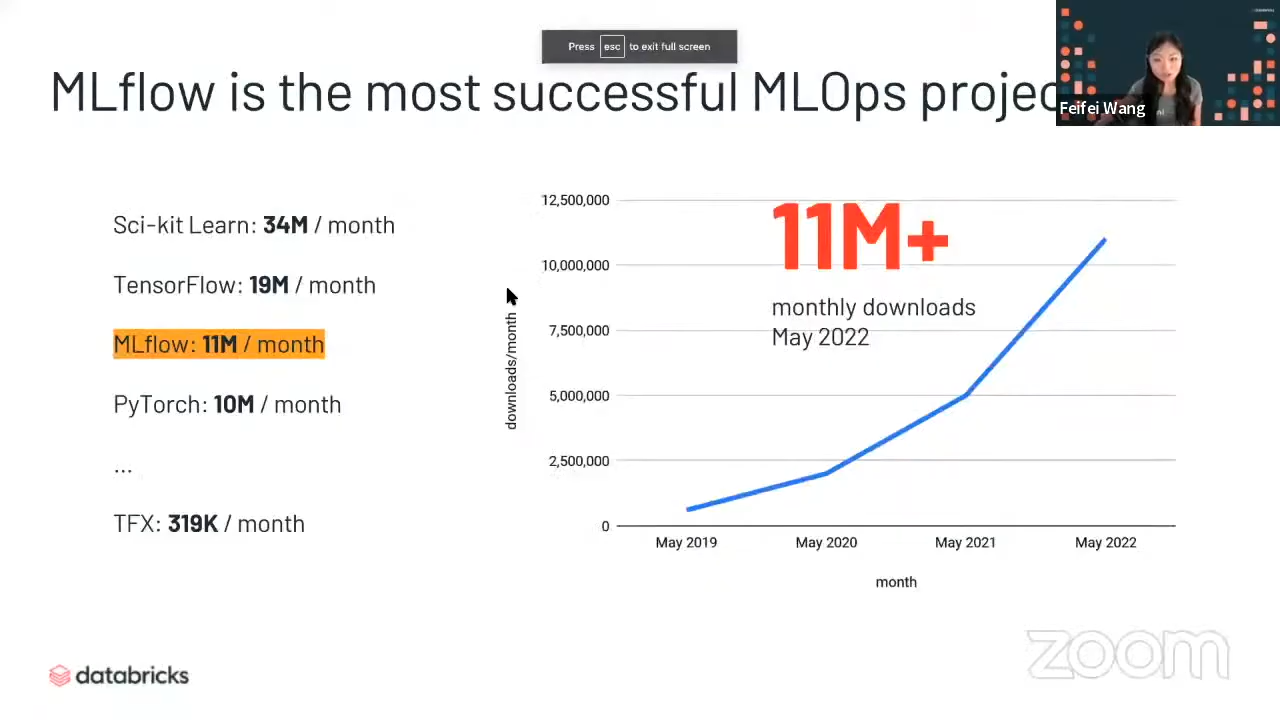 Press esc to exit full screen
MLflow is the most successful MLOps projec
Feifei Wang
Sci-kit Learn: 34M / month
TensorFlow: 19M / month
MLflow: 11M / month
PyTorch: 10M / month
...
TFX: 319K / month
11M+
monthly downloads
May 2022
downloads/month
12,500,000
10,000,000
7,500,000
5,000,000
2,500,000
0
May 2019 May 2020 May 2021 May 2022
month
databricks
zoom